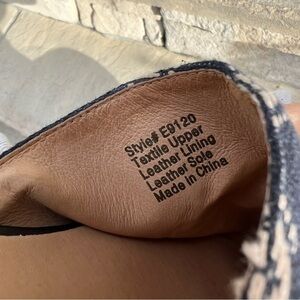 Style# E9120
Textile Upper
Leather Lining
Leather Sole
Made in China